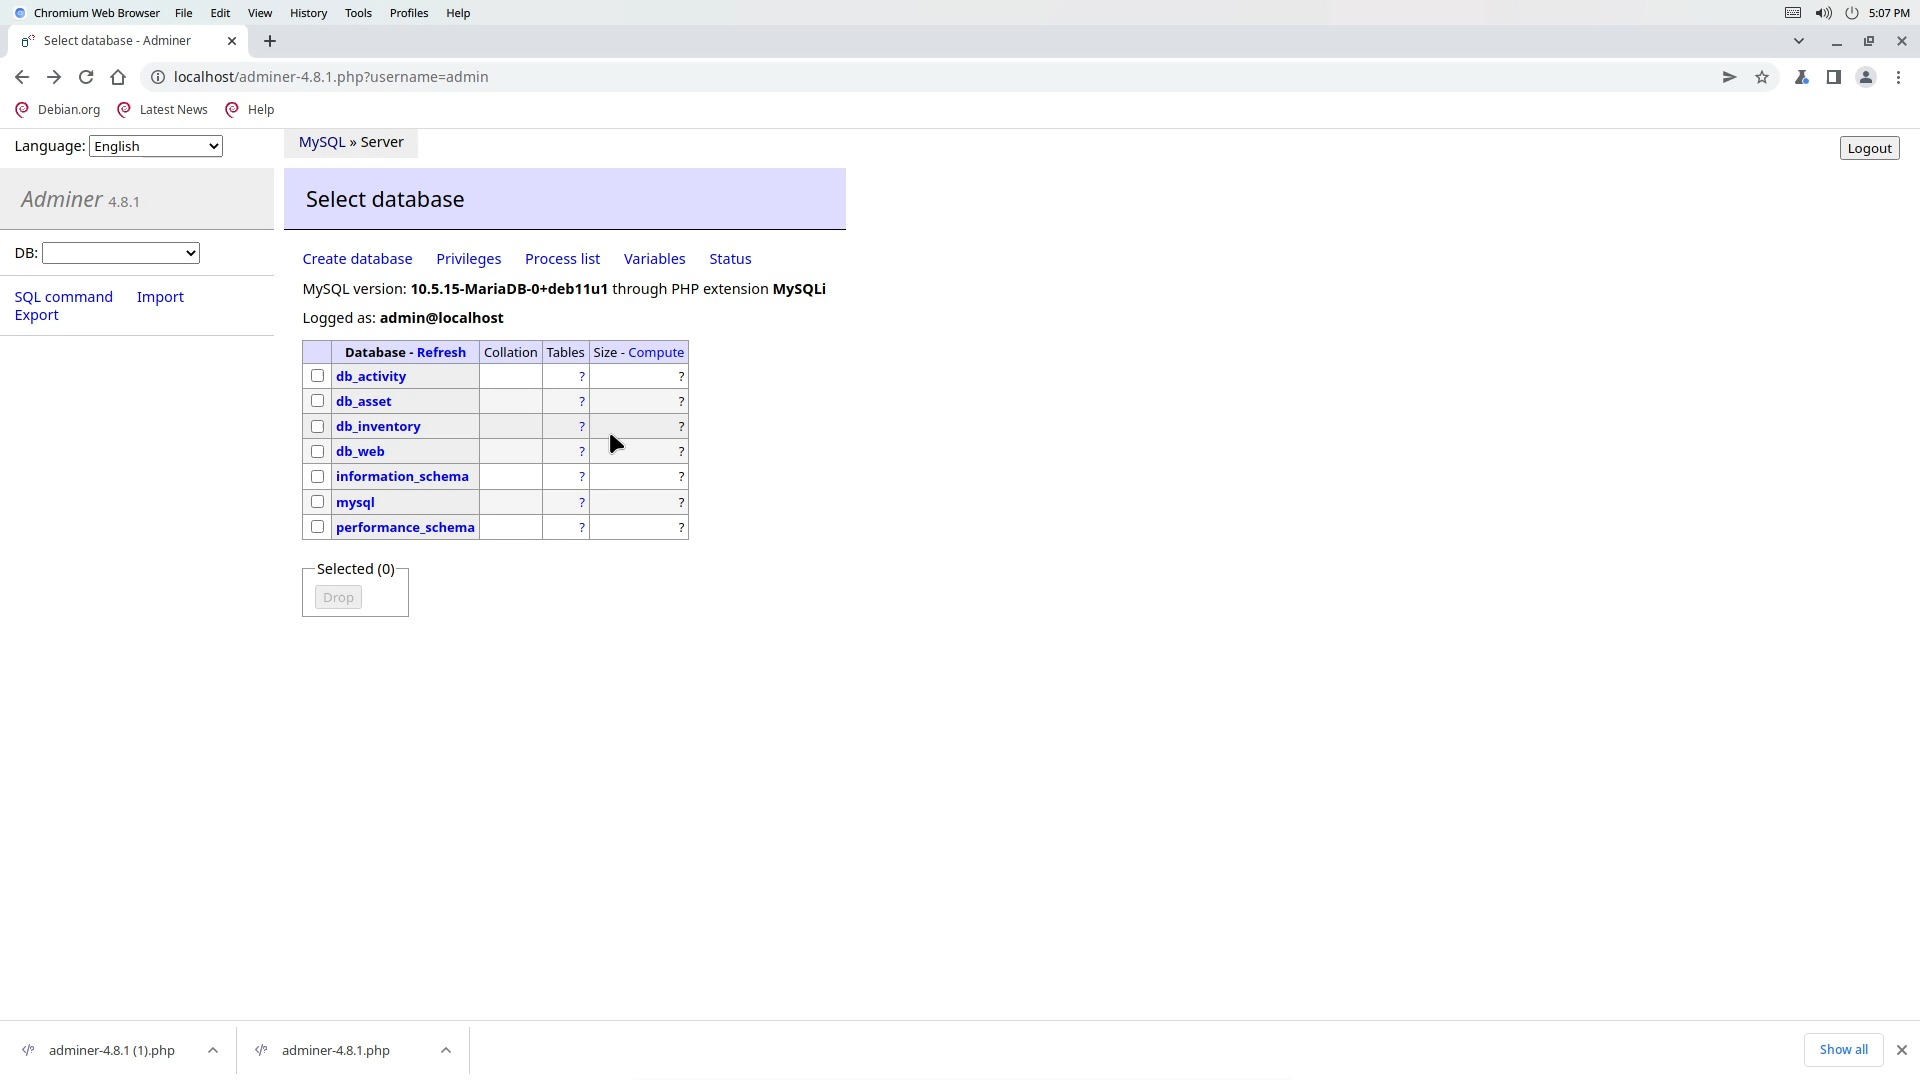 Chromium Web Browser File Edit View History Tools Profiles Help 5:07 PM
Select database - Adminer
localhost/adminer-4.8.1.php?username=admin
Debian.org Latest News Help
Language: English MySQL » Server Logout
Adminer 4.8.1 Select database
DB:
Create database Privileges Process list Variables Status
MySQL version: 10.5.15-MariaDB-0+deb11u1 through PHP extension MySQLi
SQL command Import
Export
Logged as: admin@localhost
Database - Refresh Collation Tables Size - Compute
db_activity ? ?
db_asset ? ?
db_inventory ? ?
db_web ? ?
information_schema ? ?
mysql ? ?
performance_schema ? ?
Selected (0)
Drop
adminer-4.8.1 (1).php adminer-4.8.1.php Show all